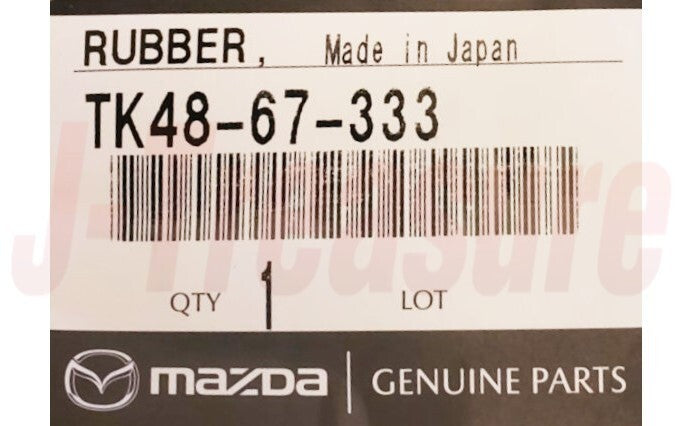 RUBBER, Made in Japan
TK48-67-333
J-Treasure
QTY 1 LOT
mazda GENUINE PARTS